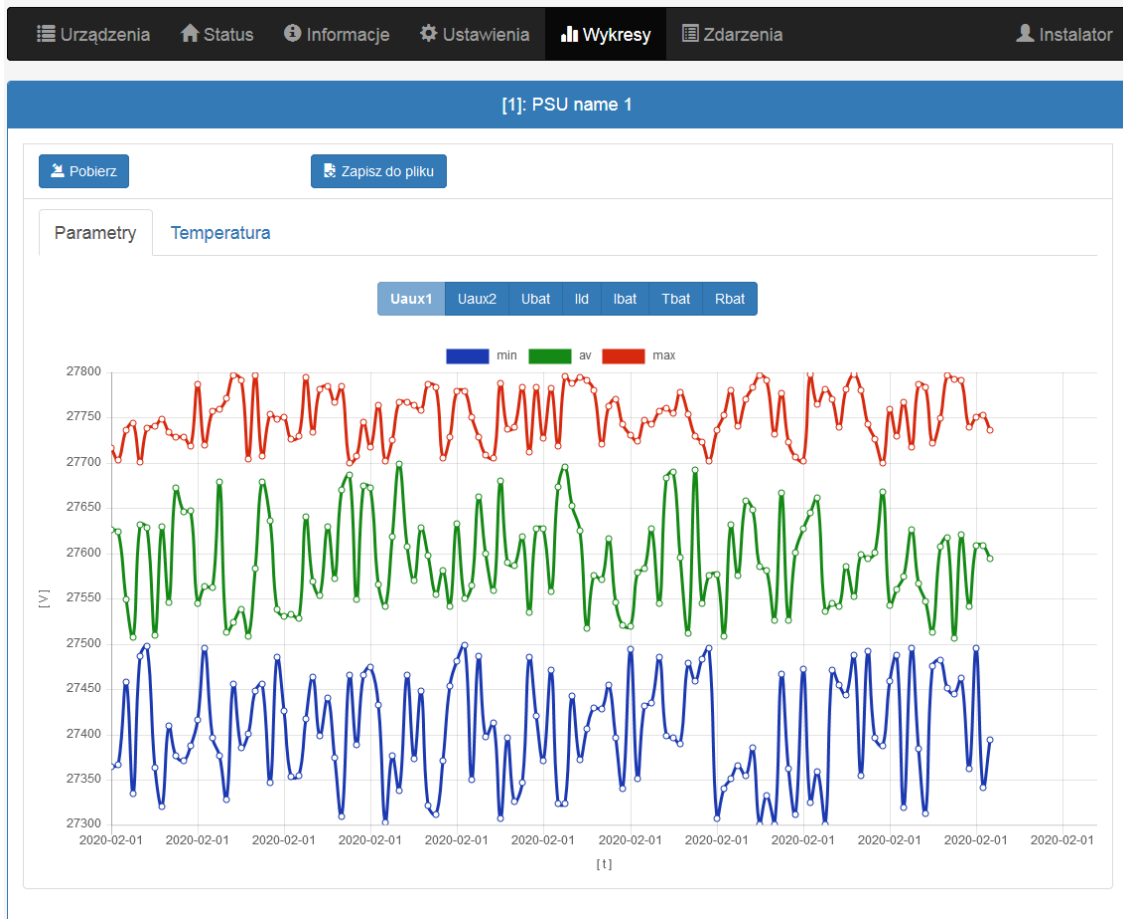 Urządzenia Status Informacje Ustawienia Wykresy Zdarzenia Instalator
[1]: PSU name 1
Pobierz Zapisz do pliku
Parametry Temperatura
Uaux1 Uaux2 Ubat Ild Ibat Tbat Rbat
min av max
27800
27750
27700
27650
27600
[V]
27550
27500
27450
27400
27350
27300
2020-02-01 2020-02-01 2020-02-01 2020-02-01 2020-02-01 2020-02-01 2020-02-01 2020-02-01 2020-02-01 2020-02-01 2020-02-01 2020-02-01
[t]